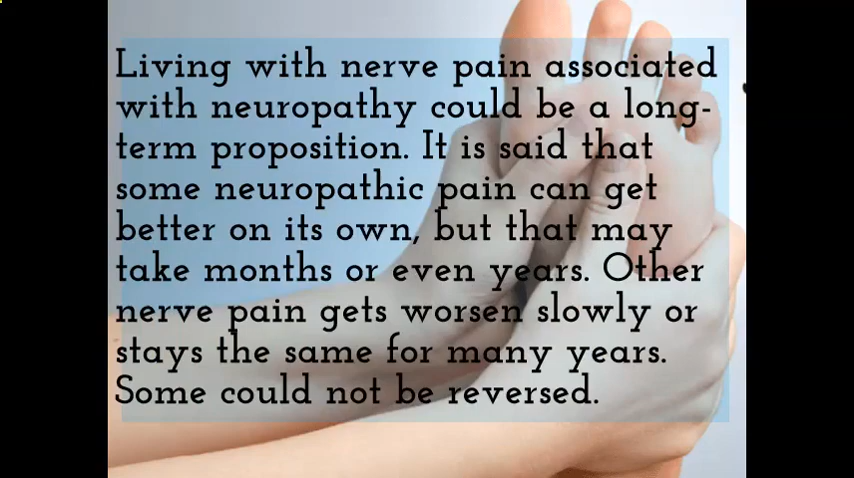 Living with nerve pain associated
with neuropathy could be a long-
term proposition. It is said that
some neuropathic pain can get
better on its own, but that may
take months or even years. Other
nerve pain gets worsen slowly or
stays the same for many years.
Some could not be reversed.